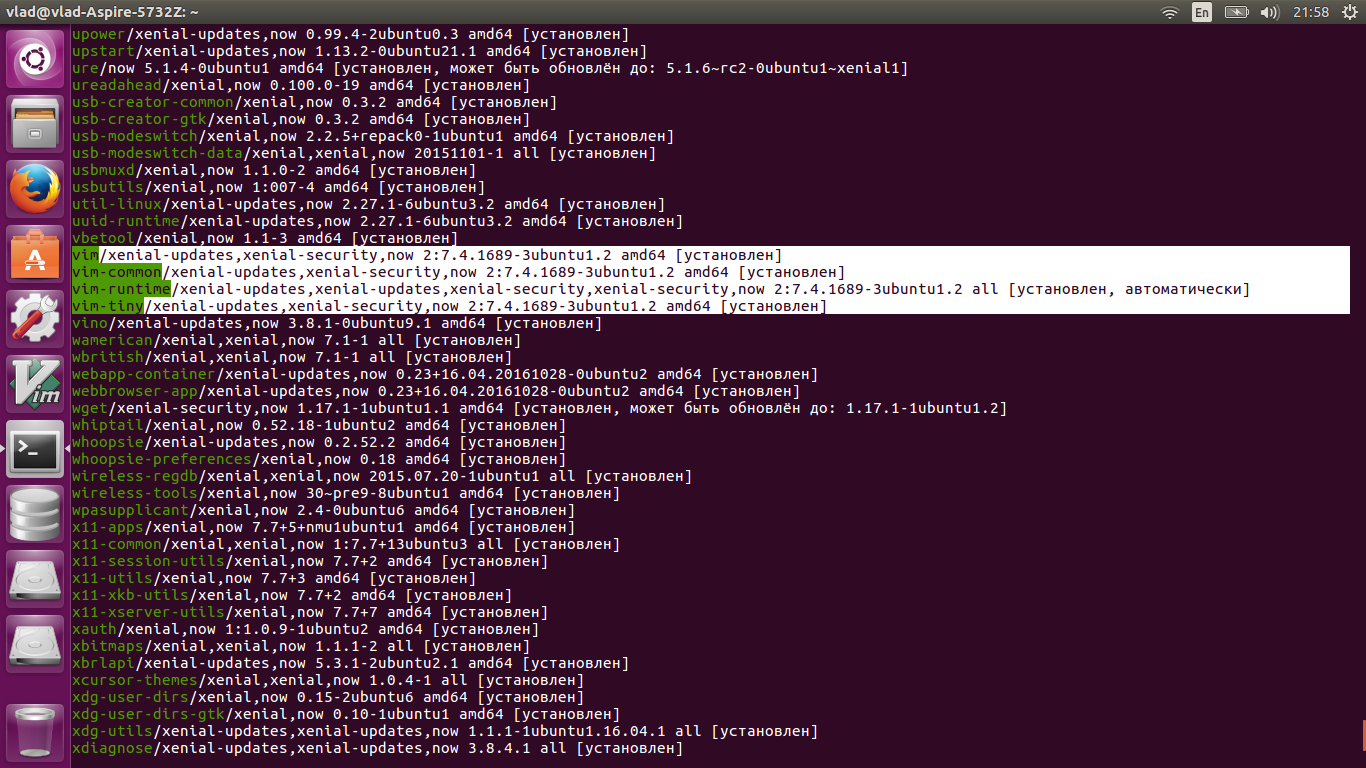 vlad@vlad-Aspire-5732Z: ~
En
21:58
upower/xenial-updates,now 0.99.4-2ubuntu0.3 amd64 [установлен]
upstart/xenial-updates,now 1.13.2-0ubuntu21.1 amd64 [установлен]
ure/now 5.1.4-0ubuntu1 amd64 [установлен, может быть обновлён до: 5.1.6~rc2-0ubuntu1~xenial1]
ureadahead/xenial,now 0.100.0-19 amd64 [установлен]
usb-creator-common/xenial,now 0.3.2 amd64 [установлен]
usb-creator-gtk/xenial,now 0.3.2 amd64 [установлен]
usb-modeswitch/xenial,now 2.2.5+repack0-1ubuntu1 amd64 [установлен]
usb-modeswitch-data/xenial,xenial,now 20151101-1 all [установлен]
usbmuxd/xenial,now 1.1.0-2 amd64 [установлен]
usbutils/xenial,now 1:007-4 amd64 [установлен]
util-linux/xenial-updates,now 2.27.1-6ubuntu3.2 amd64 [установлен]
uuid-runtime/xenial-updates,now 2.27.1-6ubuntu3.2 amd64 [установлен]
vbetool/xenial,now 1.1-3 amd64 [установлен]
vim/xenial-updates,xenial-security,now 2:7.4.1689-3ubuntu1.2 amd64 [установлен]
vim-common/xenial-updates,xenial-security,now 2:7.4.1689-3ubuntu1.2 amd64 [установлен]
vim-runtime/xenial-updates,xenial-updates,xenial-security,xenial-security,now 2:7.4.1689-3ubuntu1.2 all [установлен, автоматически]
vim-tiny/xenial-updates,xenial-security,now 2:7.4.1689-3ubuntu1.2 amd64 [установлен]
vino/xenial-updates,now 3.8.1-0ubuntu9.1 amd64 [установлен]
wamerican/xenial,xenial,now 7.1-1 all [установлен]
wbritish/xenial,xenial,now 7.1-1 all [установлен]
webapp-container/xenial-updates,now 0.23+16.04.20161028-0ubuntu2 amd64 [установлен]
webbrowser-app/xenial-updates,now 0.23+16.04.20161028-0ubuntu2 amd64 [установлен]
wget/xenial-security,now 1.17.1-1ubuntu1.1 amd64 [установлен, может быть обновлён до: 1.17.1-1ubuntu1.2]
whiptail/xenial,now 0.52.18-1ubuntu2 amd64 [установлен]
whoopsie/xenial-updates,now 0.2.52.2 amd64 [установлен]
whoopsie-preferences/xenial,now 0.18 amd64 [установлен]
wireless-regdb/xenial,xenial,now 2015.07.20-1ubuntu1 all [установлен]
wireless-tools/xenial,now 30~pre9-8ubuntu1 amd64 [установлен]
wpasupplicant/xenial,now 2.4-0ubuntu6 amd64 [установлен]
x11-apps/xenial,now 7.7+5+nmu1ubuntu1 amd64 [установлен]
x11-common/xenial,xenial,now 1:7.7+13ubuntu3 all [установлен]
x11-session-utils/xenial,now 7.7+2 amd64 [установлен]
x11-utils/xenial,now 7.7+3 amd64 [установлен]
x11-xkb-utils/xenial,now 7.7+2 amd64 [установлен]
x11-xserver-utils/xenial,now 7.7+7 amd64 [установлен]
xauth/xenial,now 1:1.0.9-1ubuntu2 amd64 [установлен]
xbitmaps/xenial,xenial,now 1.1.1-2 all [установлен]
xbrlapi/xenial-updates,now 5.3.1-2ubuntu2.1 amd64 [установлен]
xcursor-themes/xenial,xenial,now 1.0.4-1 all [установлен]
xdg-user-dirs/xenial,now 0.15-2ubuntu6 amd64 [установлен]
xdg-user-dirs-gtk/xenial,now 0.10-1ubuntu1 amd64 [установлен]
xdg-utils/xenial-updates,xenial-updates,now 1.1.1-1ubuntu1.16.04.1 all [установлен]
xdiagnose/xenial-updates,xenial-updates,now 3.8.4.1 all [установлен]
A
Vim
>_